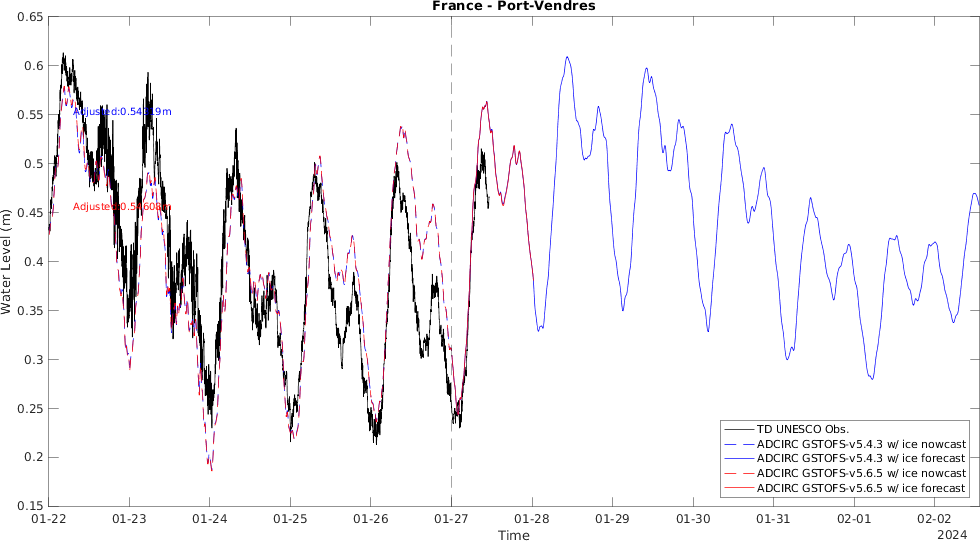 France - Port-Vendres
0.65
0.6
0.55
0.5
0.45
0.4
0.35
0.3
0.25
0.2
0.15
Water Level (m)
TD UNESCO Obs.
ADCIRC GSTOFS-v5.4.3 w/ ice nowcast
ADCIRC GSTOFS-v5.4.3 w/ ice forecast
ADCIRC GSTOFS-v5.6.5 w/ ice nowcast
ADCIRC GSTOFS-v5.6.5 w/ ice forecast
01-22 01-23 01-24 01-25 01-26 01-27 01-28 01-29 01-30 01-31 02-01 02-02
Time
2024